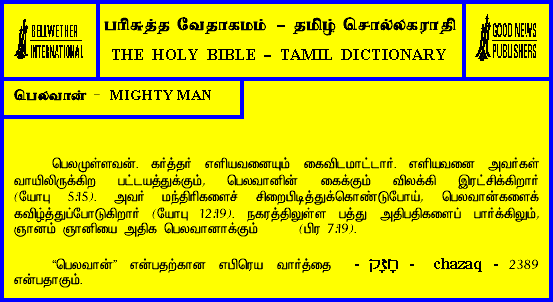 BELLWETHER
INTERNATIONAL
பரிசுத்த வேதாகமம் - தமிழ் சொல்லகராதி
THE HOLY BIBLE – TAMIL DICTIONARY
GOOD NEWS
PUBLISHERS
பெலவான் - MIGHTY MAN
பெலமுள்ளவன். கர்த்தர் எளியவனையும் கைவிடமாட்டார். எளியவனை அவர்கள்
வாயிலிருக்கிற பட்டயத்துக்கும், பெலவானின் கைக்கும் விலக்கி இரட்சிக்கிறார்
(யோபு 5:15). அவர் மந்திரிகளைச் சிறைபிடித்துக்கொண்டுபோய், பெலவான்களைக்
கவிழ்த்துப்போடுகிறார் (யோபு 12:19). நகரத்திலுள்ள பத்து அதிபதிகளைப் பார்க்கிலும்,
ஞானம் ஞானியை அதிக பெலவானாக்கும் (பிர 7:19).
“பெலவான்” என்பதற்கான எபிரெய வார்த்தை - חָזָק - chazaq - 2389
என்பதாகும்.